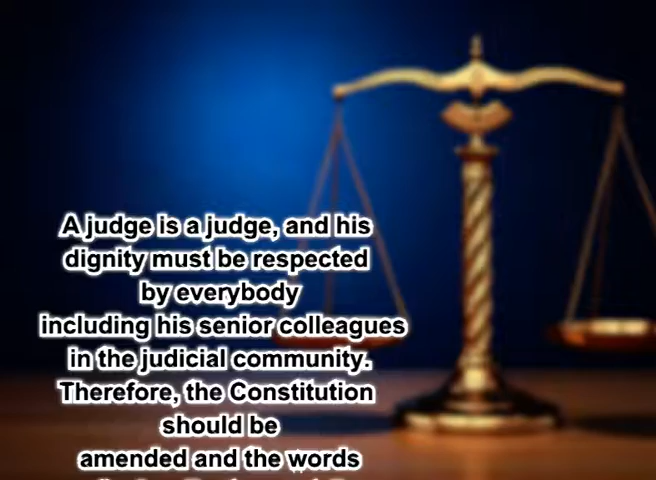 A judge is a judge, and his
dignity must be respected
by everybody
including his senior colleagues
in the judicial community.
Therefore, the Constitution
should be
amended and the words